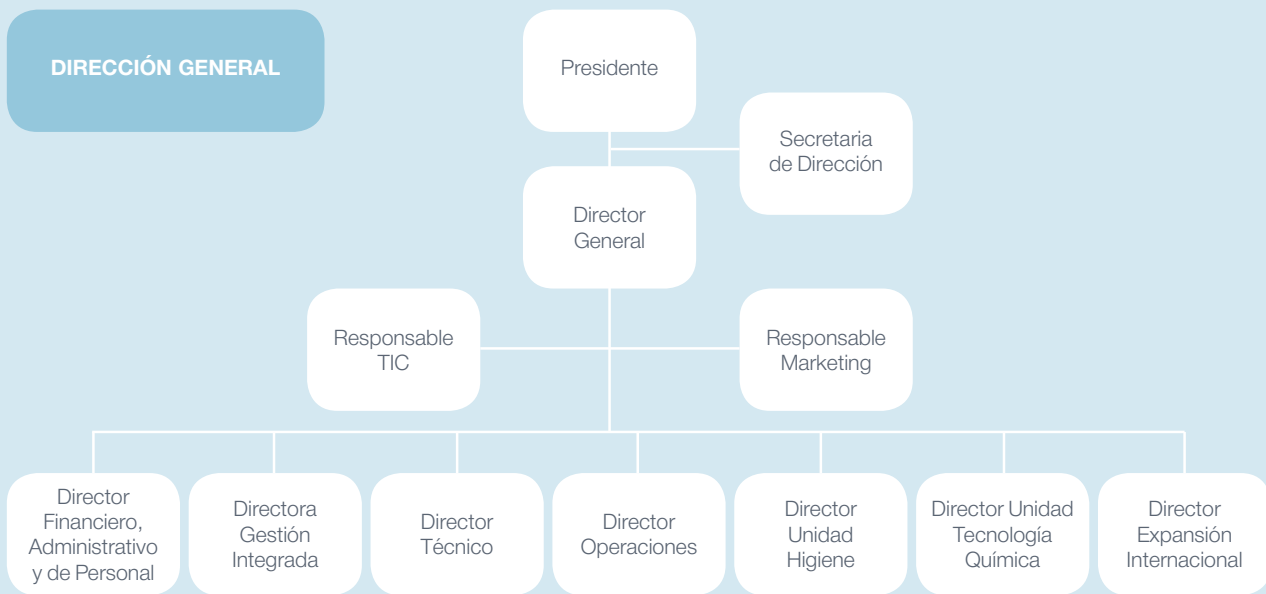 DIRECCIÓN GENERAL
Presidente
Secretaria
de Dirección
Director
General
Responsable
TIC
Responsable
Marketing
Director
Financiero,
Administrativo
y de Personal
Directora
Gestión
Integrada
Director
Técnico
Director
Operaciones
Director
Unidad
Higiene
Director Unidad
Tecnología
Química
Director
Expansión
Internacional